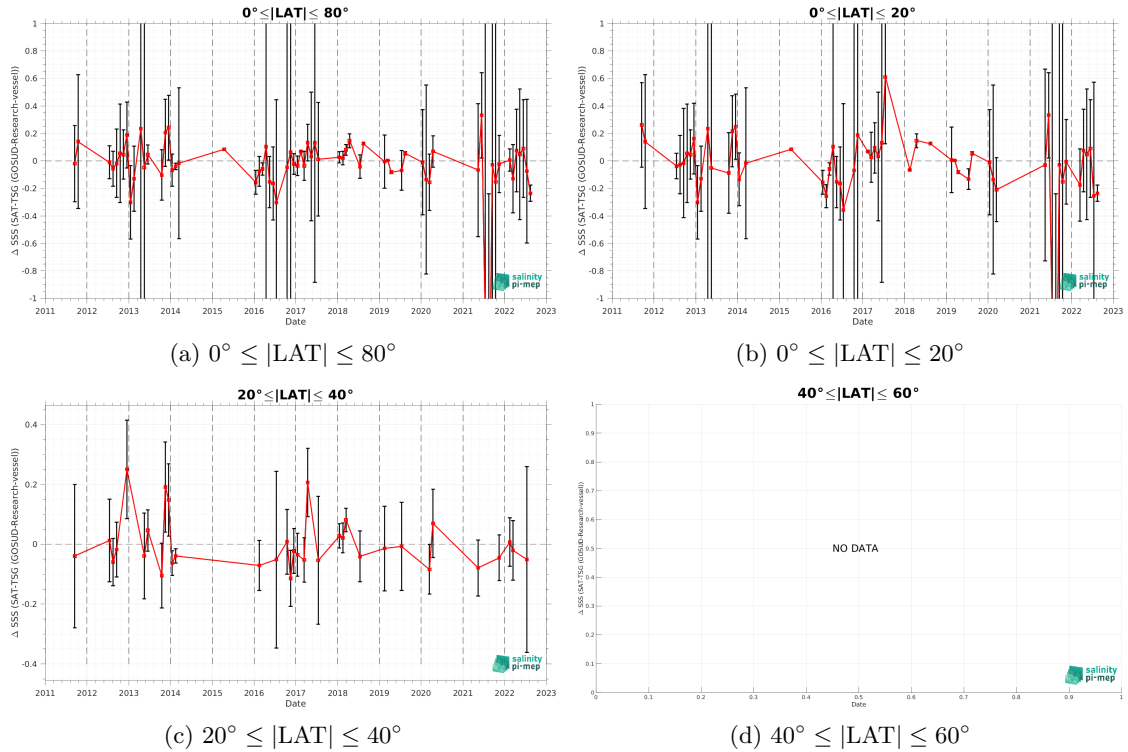 0°≤|LAT|≤ 80°
Δ SSS (SAT-TSG (GOSUD-Research-vessel))
1
0.8
0.6
0.4
0.2
0
-0.2
-0.4
-0.6
-0.8
-1
2011 2012 2013 2014 2015 2016 2017 2018 2019 2020 2021 2022 2023
Date
salinity
pi-mep
(a) 0° ≤ |LAT| ≤ 80°
0°≤|LAT|≤ 20°
Δ SSS (SAT-TSG (GOSUD-Research-vessel))
1
0.8
0.6
0.4
0.2
0
-0.2
-0.4
-0.6
-0.8
-1
2011 2012 2013 2014 2015 2016 2017 2018 2019 2020 2021 2022 2023
Date
salinity
pi-mep
(b) 0° ≤ |LAT| ≤ 20°
20°≤|LAT|≤ 40°
Δ SSS (SAT-TSG (GOSUD-Research-vessel))
0.4
0.2
0
-0.2
-0.4
2011 2012 2013 2014 2015 2016 2017 2018 2019 2020 2021 2022 2023
Date
salinity
pi-mep
(c) 20° ≤ |LAT| ≤ 40°
40°≤|LAT|≤ 60°
Δ SSS (SAT-TSG (GOSUD-Research-vessel))
1
0.9
0.8
0.7
0.6
0.5
0.4
0.3
0.2
0.1
0
NO DATA
0 0.1 0.2 0.3 0.4 0.5 0.6 0.7 0.8 0.9 1
Date
salinity
pi-mep
(d) 40° ≤ |LAT| ≤ 60°